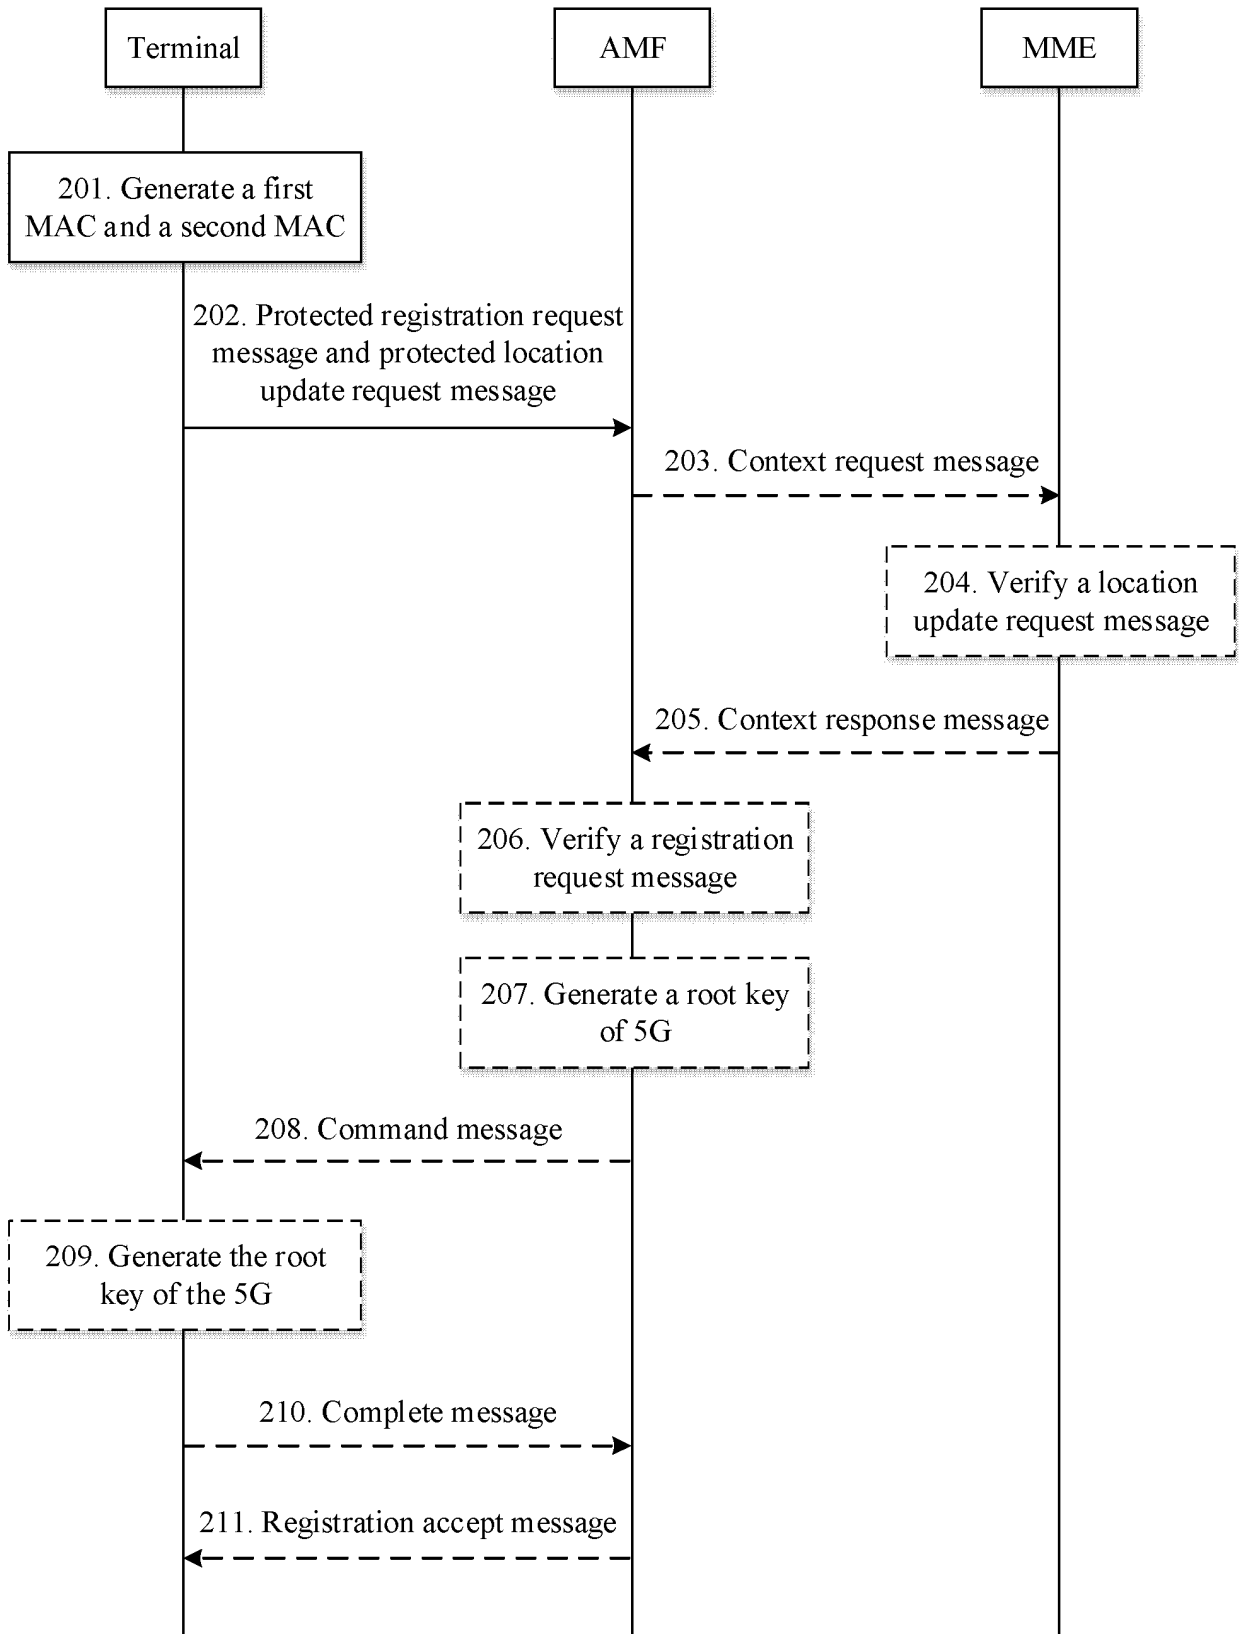 Terminal
AMF
MME
201. Generate a first
MAC and a second MAC
202. Protected registration request
message and protected location
update request message
203. Context request message
204. Verify a location
update request message
205. Context response message
206. Verify a registration
request message
207. Generate a root key
of 5G
208. Command message
209. Generate the root
key of the 5G
210. Complete message
211. Registration accept message